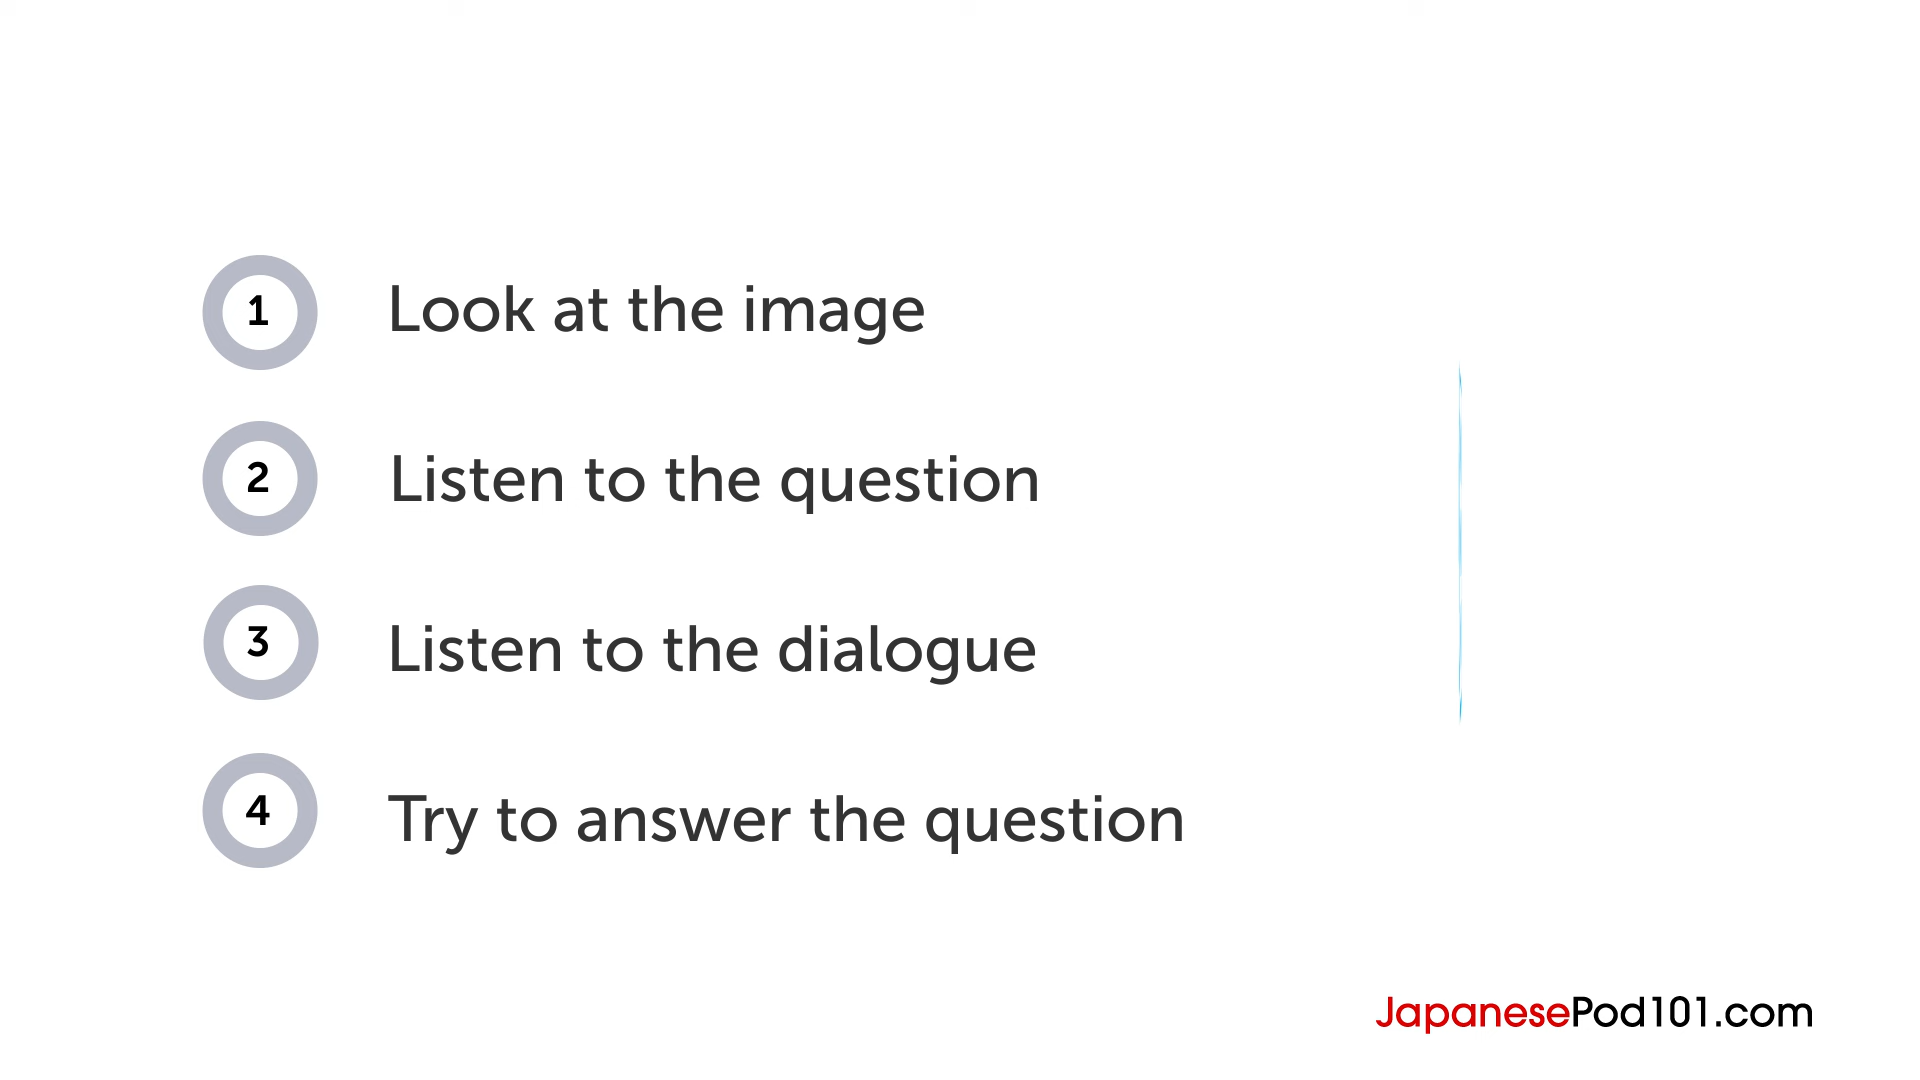 1 Look at the image
2 Listen to the question
3 Listen to the dialogue
4 Try to answer the question
JapanesePod101.com